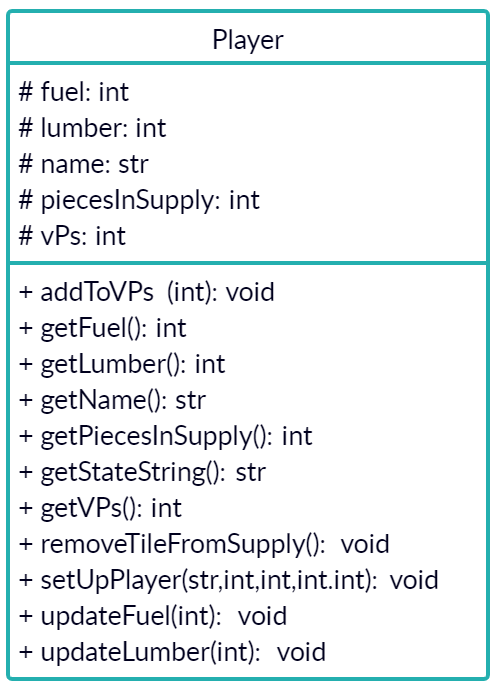 Player
# fuel: int
# lumber: int
# name: str
# piecesInSupply: int
# vPs: int
+ addToVPs  (int): void
+ getFuel(): int
+ getLumber(): int
+ getName(): str
+ getPiecesInSupply(): int
+ getStateString(): str
+ getVPs(): int
+ removeTileFromSupply():  void
+ setUpPlayer(str,int,int,int.int):  void
+ updateFuel(int):  void
+ updateLumber(int):  void